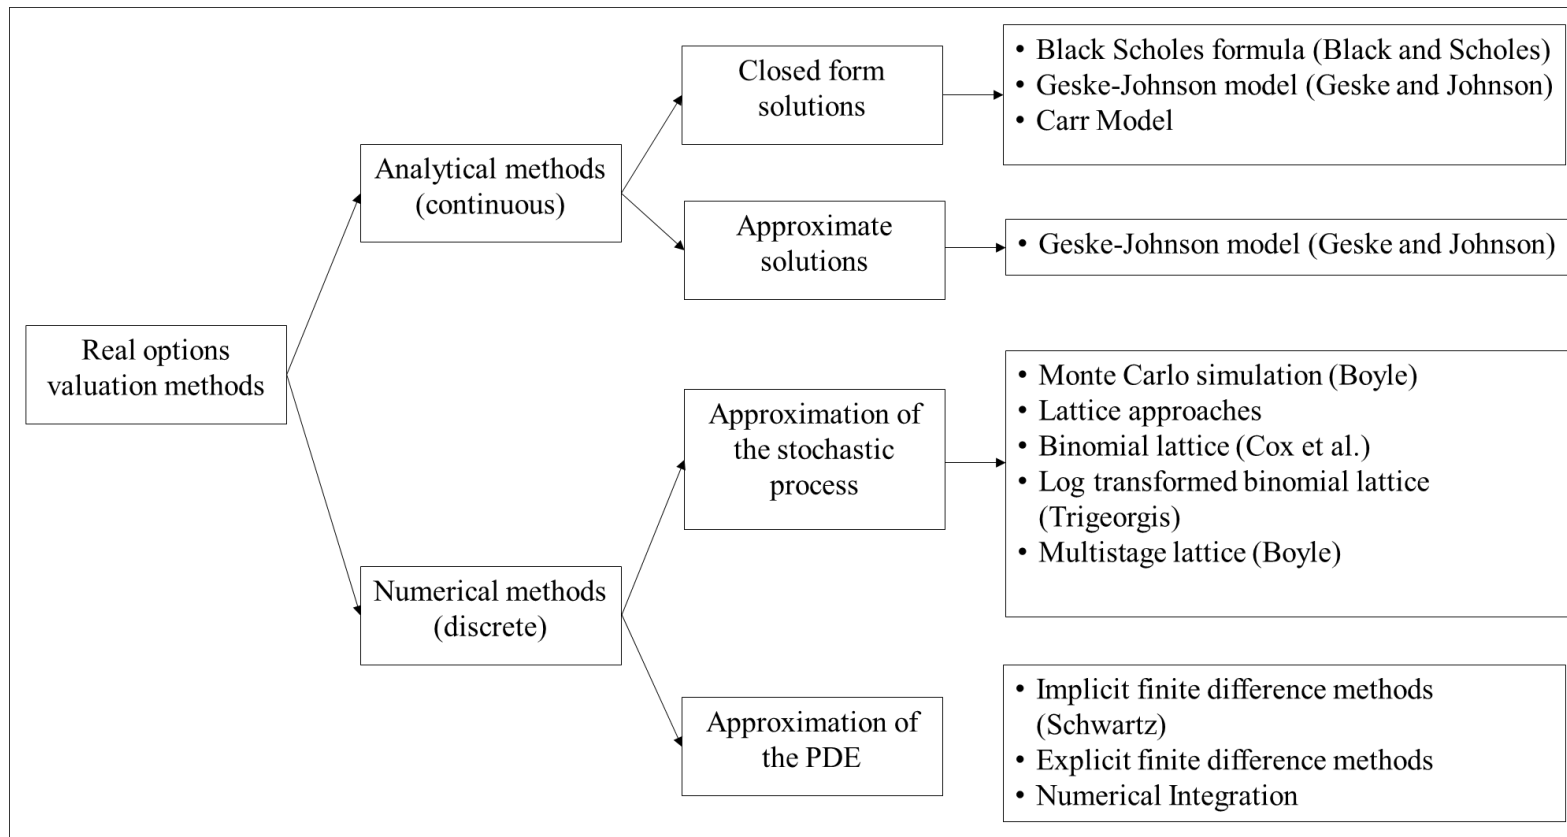 Real options
valuation methods
Analytical methods
(continuous)
Closed form
solutions
• Black Scholes formula (Black and Scholes)
• Geske-Johnson model (Geske and Johnson)
• Carr Model
Approximate
solutions
• Geske-Johnson model (Geske and Johnson)
Numerical methods
(discrete)
Approximation of
the stochastic
process
• Monte Carlo simulation (Boyle)
• Lattice approaches
• Binomial lattice (Cox et al.)
• Log transformed binomial lattice
(Trigeorgis)
• Multistage lattice (Boyle)
Approximation of
the PDE
• Implicit finite difference methods
(Schwartz)
• Explicit finite difference methods
• Numerical Integration